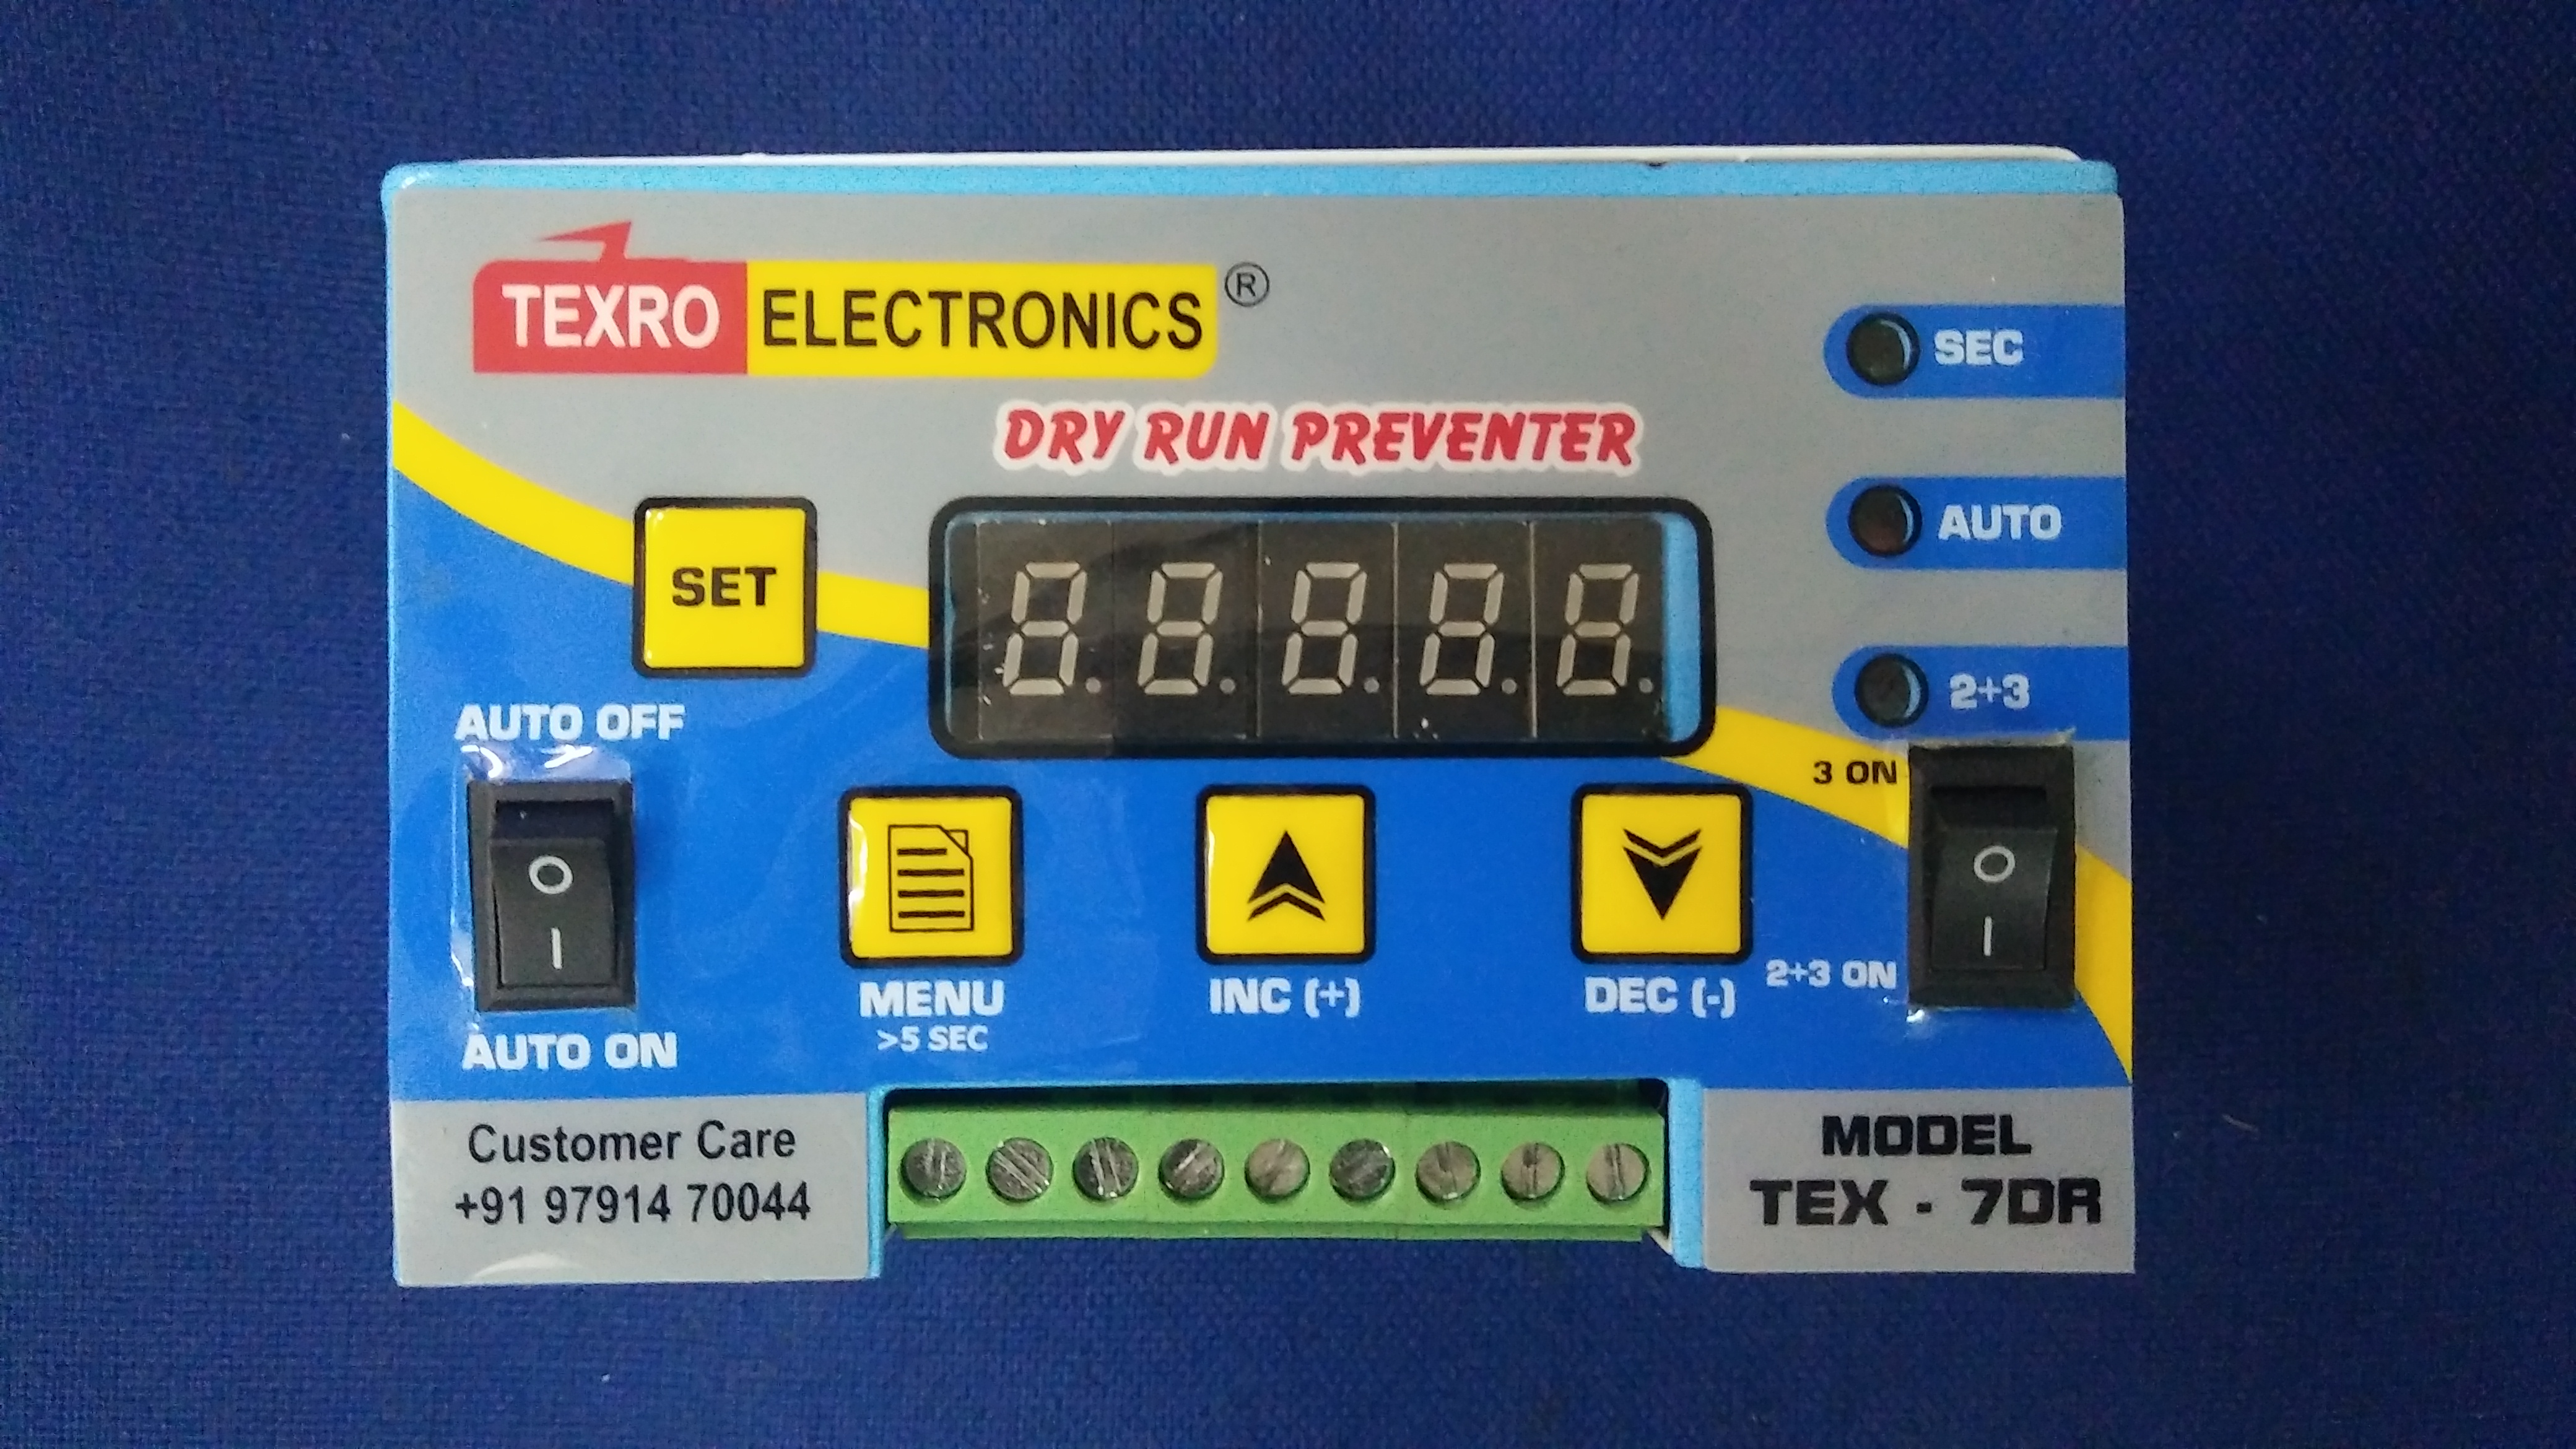 TEXRO ELECTRONICS ®
DRY RUN PREVENTER
SEC
AUTO
2+3
SET
AUTO OFF
O
I
AUTO ON
MENU
>5 SEC
INC (+)
DEC (-)
3 ON
O
I
2+3 ON
Customer Care
+91 97914 70044
MODEL
TEX - 7DR